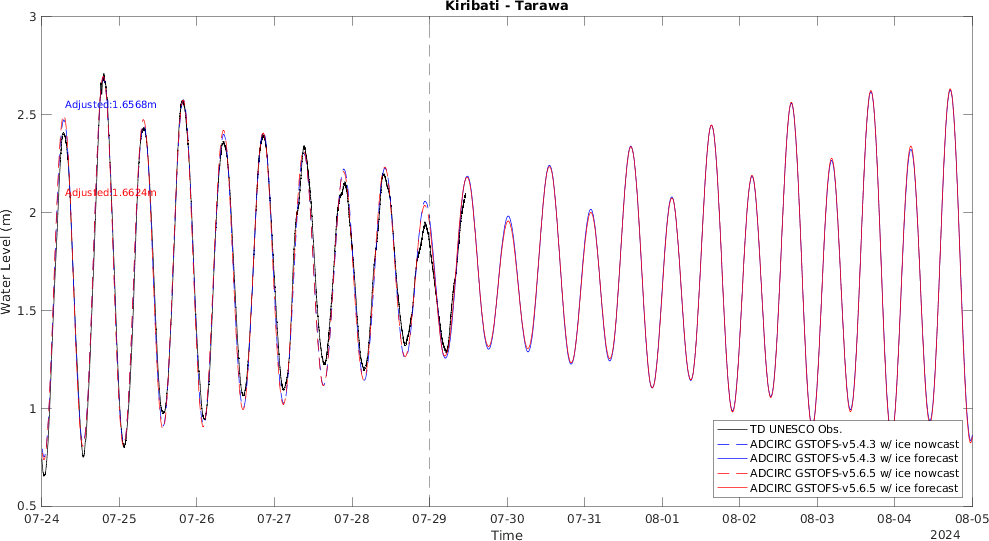 Kiribati - Tarawa
Water Level (m)
3
2.5
2
1.5
1
0.5
Adjusted:1.6568m
Adjusted:1.6624m
TD UNESCO Obs.
ADCIRC GSTOFS-v5.4.3 w/ ice nowcast
ADCIRC GSTOFS-v5.4.3 w/ ice forecast
ADCIRC GSTOFS-v5.6.5 w/ ice nowcast
ADCIRC GSTOFS-v5.6.5 w/ ice forecast
07-24 07-25 07-26 07-27 07-28 07-29 07-30 07-31 08-01 08-02 08-03 08-04 08-05
Time
2024